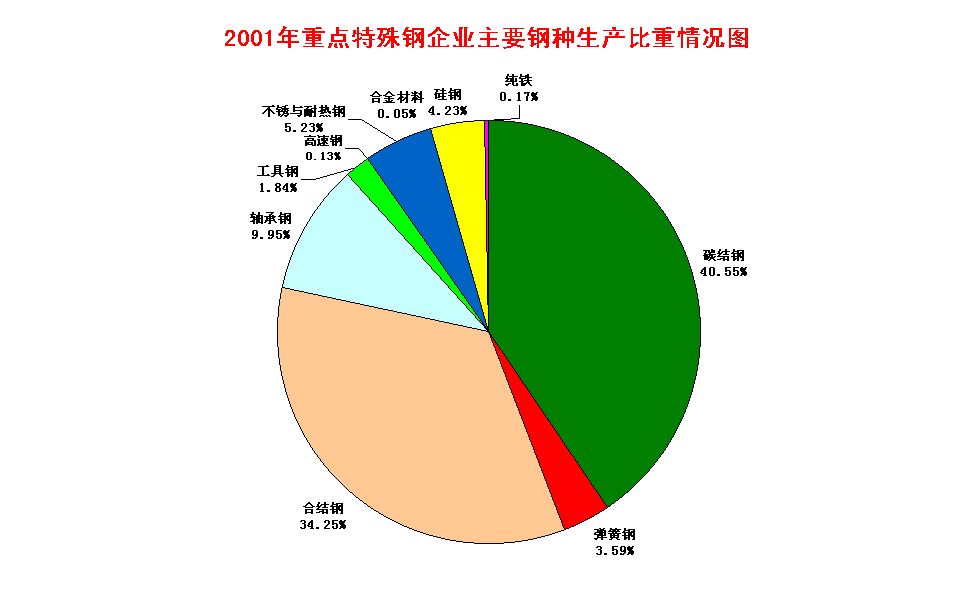 2001年重点特殊钢企业主要钢种生产比重情况图
纯铁
0.17%
硅钢
4.23%
合金材料
0.05%
不锈与耐热钢
5.23%
高速钢
0.13%
工具钢
1.84%
轴承钢
9.95%
碳结钢
40.55%
合结钢
34.25%
弹簧钢
3.59%